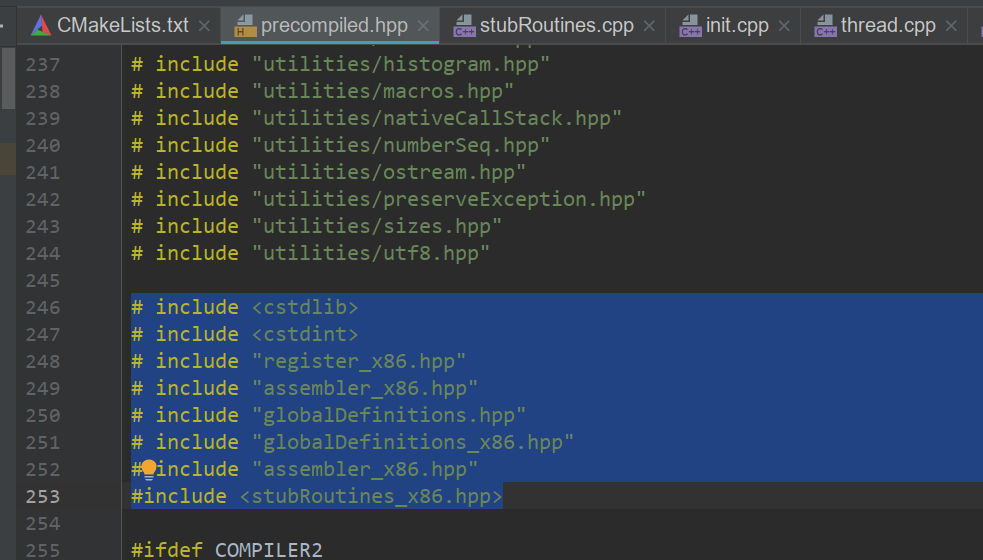 CMakeLists.txt precompiled.hpp stubRoutines.cpp init.cpp thread.cpp
237 # include "utilities/histogram.hpp"
238 # include "utilities/macros.hpp"
239 # include "utilities/nativeCallStack.hpp"
240 # include "utilities/numberSeq.hpp"
241 # include "utilities/ostream.hpp"
242 # include "utilities/preserveException.hpp"
243 # include "utilities/sizes.hpp"
244 # include "utilities/utf8.hpp"
245
246 # include <cstdlib>
247 # include <cstdint>
248 # include "register_x86.hpp"
249 # include "assembler_x86.hpp"
250 # include "globalDefinitions.hpp"
251 # include "globalDefinitions_x86.hpp"
252 # include "assembler_x86.hpp"
253 #include <stubRoutines_x86.hpp>
254
255 #ifdef COMPILER2